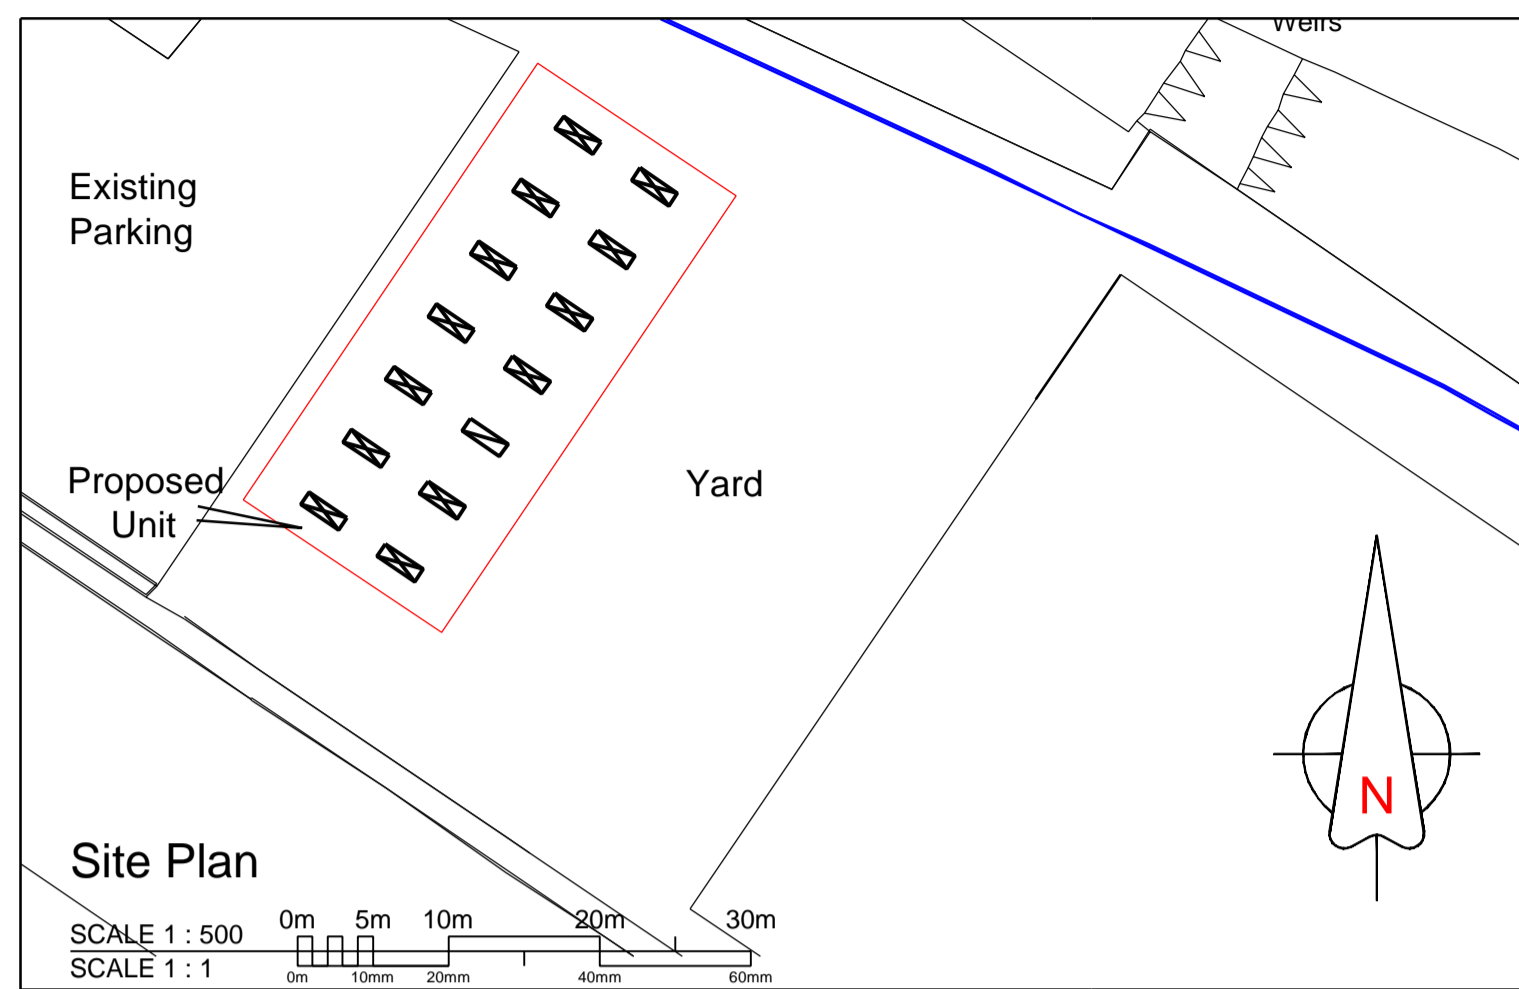 Weirs
Existing
Parking
Proposed
Unit
Yard
N
Site Plan
0m 5m 10m 20m 30m
SCALE 1 : 500
SCALE 1 : 1
0m 10mm 20mm 40mm 60mm